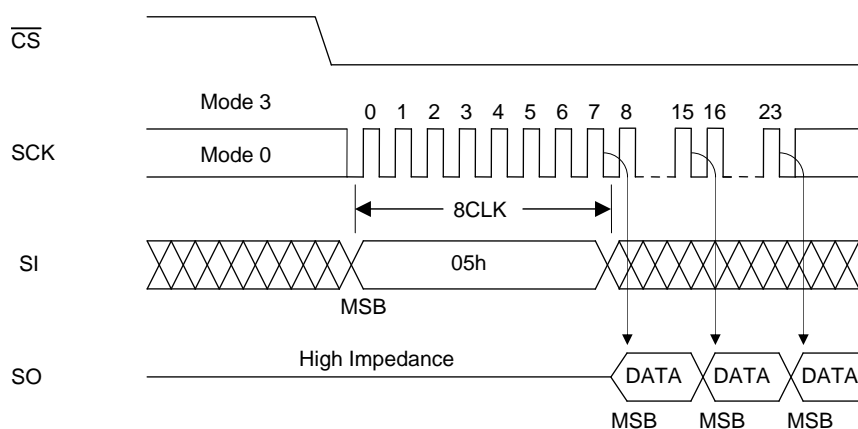 CS
Mode 3
0 1 2 3 4 5 6 7 8 15 16 23
SCK
Mode 0
8CLK
SI
05h
MSB
High Impedance
SO
DATA DATA DATA
MSB MSB MSB